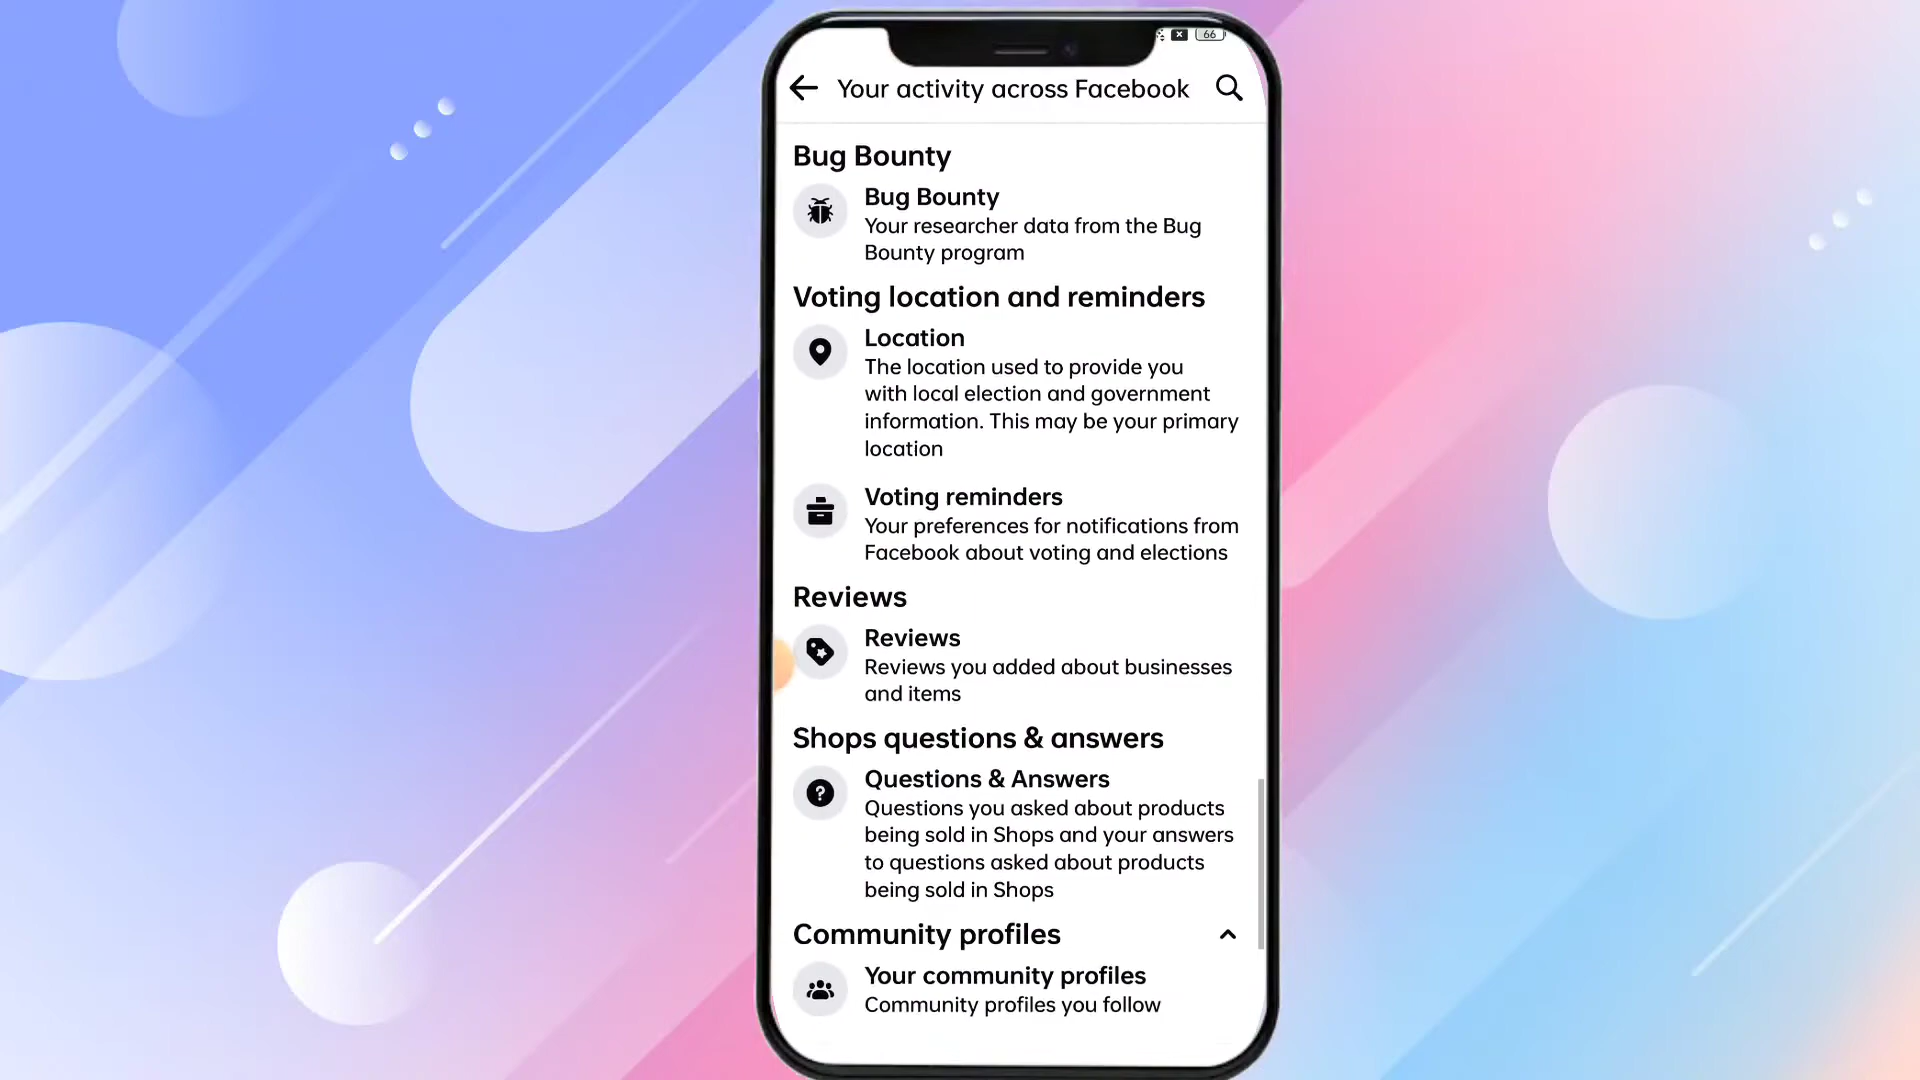 66
Your activity across Facebook
Bug Bounty
Bug Bounty
Your researcher data from the Bug
Bounty program
Voting location and reminders
Location
The location used to provide you
with local election and government
information. This may be your primary
location
Voting reminders
Your preferences for notifications from
Facebook about voting and elections
Reviews
Reviews
Reviews you added about businesses
and items
Shops questions & answers
Questions & Answers
Questions you asked about products
being sold in Shops and your answers
to questions asked about products
being sold in Shops
Community profiles
Your community profiles
Community profiles you follow